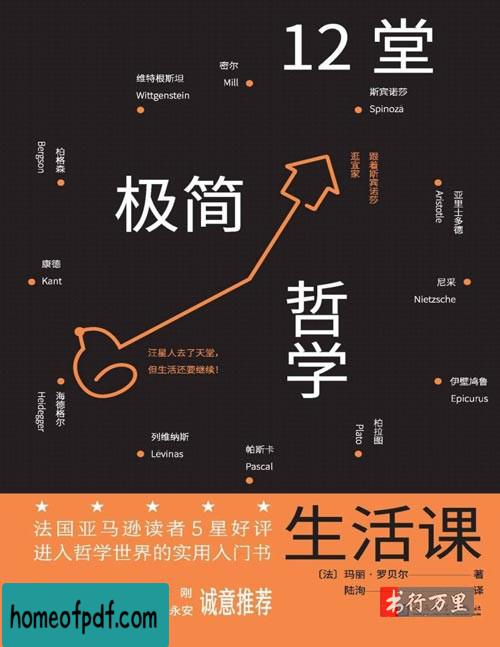 12 堂
极简
哲学
生活课
密尔
Mill
维特根斯坦
Wittgenstein
斯宾诺莎
Spinoza
柏格森
Bergson
跟着斯宾诺莎
逛宜家
亚里士多德
Aristotle
康德
Kant
尼采
Nietzsche
汪星人去了天堂，
但生活还要继续！
海德格尔
Heidegger
伊壁鸠鲁
Epicurus
柏拉图
Plato
列维纳斯
Lévinas
帕斯卡
Pascal
法国亚马逊读者5星好评
进入哲学世界的实用入门书
〔法〕玛丽·罗贝尔 著
陆洵 译
刚
永安
诚意推荐
homeofpdf.com
书行万里